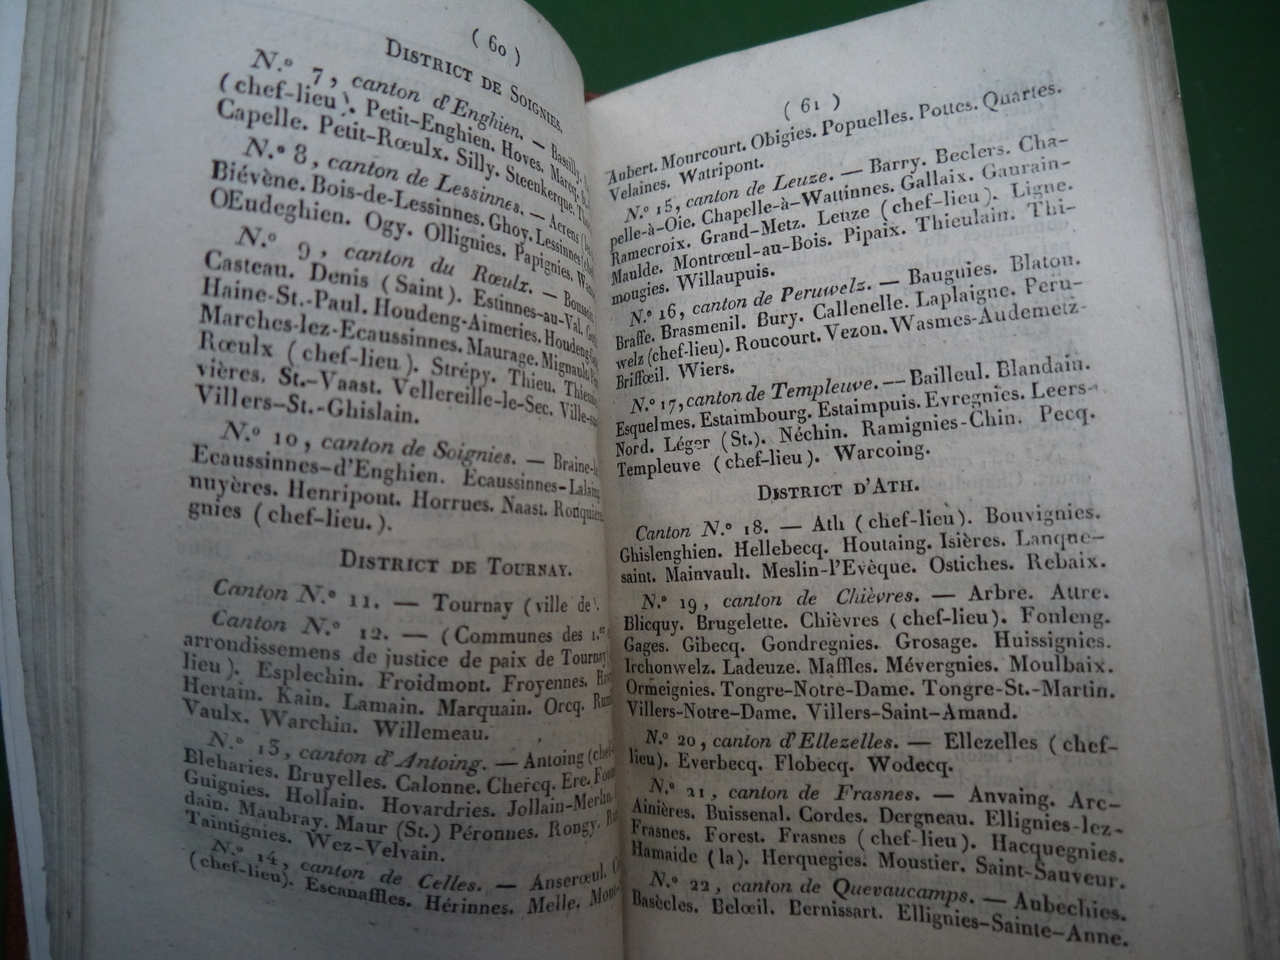 ( 60 )
DISTRICT DE SOIGNIES.
N.º 7, canton d'Enghien. — Bassilly.
(chef-lieu). Petit-Enghien. Hoves. Marcq.
Capelle. Petit-Rœulx. Silly. Steenkerque.
N.º 8, canton de Lessinnes. — Acrens
Biévène. Bois-de-Lessinnes. Ghoy. Lessinnes
OEudeghien. Ogy. Ollignies. Papignies.
N.º 9, canton du Rœulx. —
Casteau. Denis (Saint). Estinnes-au-Val.
Haine-St.-Paul. Houdeng-Aimeries. Houdeng
Marches-lez-Ecaussinnes. Maurage. Mignault.
Rœulx (chef-lieu). Strépy. Thieu.
vières. St.-Vaast. Vellereille-le-Sec.
Villers-St.-Ghislain.
N.º 10, canton de Soignies. —
Ecaussinnes-d'Enghien. Ecaussinnes-
nuyères. Henripont. Horrues. Naast.
gnies (chef-lieu.).
DISTRICT DE TOURNAY.
Canton N.º 11. — Tournay (ville de).
Canton N.º 12. — (Communes des 1.er
arrondissemens de justice de paix de Tournay
lieu). Esplechin. Froidmont. Froyennes.
Hertain. Kain. Lamain. Marquain. Orcq.
Vaulx. Warchin. Willemeau.
N.º 13, canton d'Antoing. — Antoing
Bleharies. Bruyelles. Calonne. Chercq. Ere.
Guignies. Hollain. Hovardries. Jollain-Merlin.
dain. Maubray. Maur (St.) Péronnes. Rongy.
Taintignies. Wez-Velvain.
N.º 14, canton de Celles. — Anserœul.
(chef-lieu). Escanaffles. Hérinnes. Melle.
( 61 )
Aubert. Mourcourt. Obigies. Popuelles. Pottes. Quartes.
Velaines. Watripont.
N.º 15, canton de Leuze. — Barry. Beclers. Cha-
pelle-à-Oie. Chapelle-à-Wattinnes. Gallaix. Gaurain-
Ramecroix. Grand-Metz. Leuze (chef-lieu). Ligne.
Maulde. Montrœul-au-Bois. Pipaix. Thieulain. Thi-
mougies. Willaupuis.
N.º 16, canton de Peruwelz. — Baugnies. Blaton.
Braffe. Brasmenil. Bury. Callenelle. Laplaigne. Peru-
welz (chef-lieu). Roucourt. Vezon. Wasmes-Audemetz-
Briffœil. Wiers.
N.º 17, canton de Templeuve. — Bailleul. Blandain.
Esquelmes. Estaimbourg. Estaimpuis. Evregnies. Leers-
Nord. Léger (St.). Néchin. Ramignies-Chin. Pecq.
Templeuve (chef-lieu). Warcoing.
DISTRICT D'ATH.
Canton N.º 18. — Ath (chef-lieu). Bouvignies.
Ghislenghien. Hellebecq. Houtaing. Isières. Lanque-
saint. Mainvault. Meslin-l'Evèque. Ostiches. Rebaix.
N.º 19, canton de Chièvres. — Arbre. Attre.
Blicquy. Brugelette. Chièvres (chef-lieu). Fonleng.
Gages. Gibecq. Gondregnies. Grosage. Huissignies.
Irchonwelz. Ladeuze. Maffles. Mévergnies. Moulbaix.
Ormeignies. Tongre-Notre-Dame. Tongre-St.-Martin.
Villers-Notre-Dame. Villers-Saint-Amand.
N.º 20, canton d'Ellezelles. — Ellezelles (chef-
lieu). Everbecq. Flobecq. Wodecq.
N.º 21, canton de Frasnes. — Anvaing. Arc-
Ainières. Buissenal. Cordes. Dergneau. Ellignies-lez-
Frasnes. Forest. Frasnes (chef-lieu). Hacquegnies.
Hamaide (la). Herquegies. Moustier. Saint-Sauveur.
N.º 22, canton de Quevaucamps. — Aubechies.
Basècles. Belœil. Bernissart. Ellignies-Sainte-Anne.